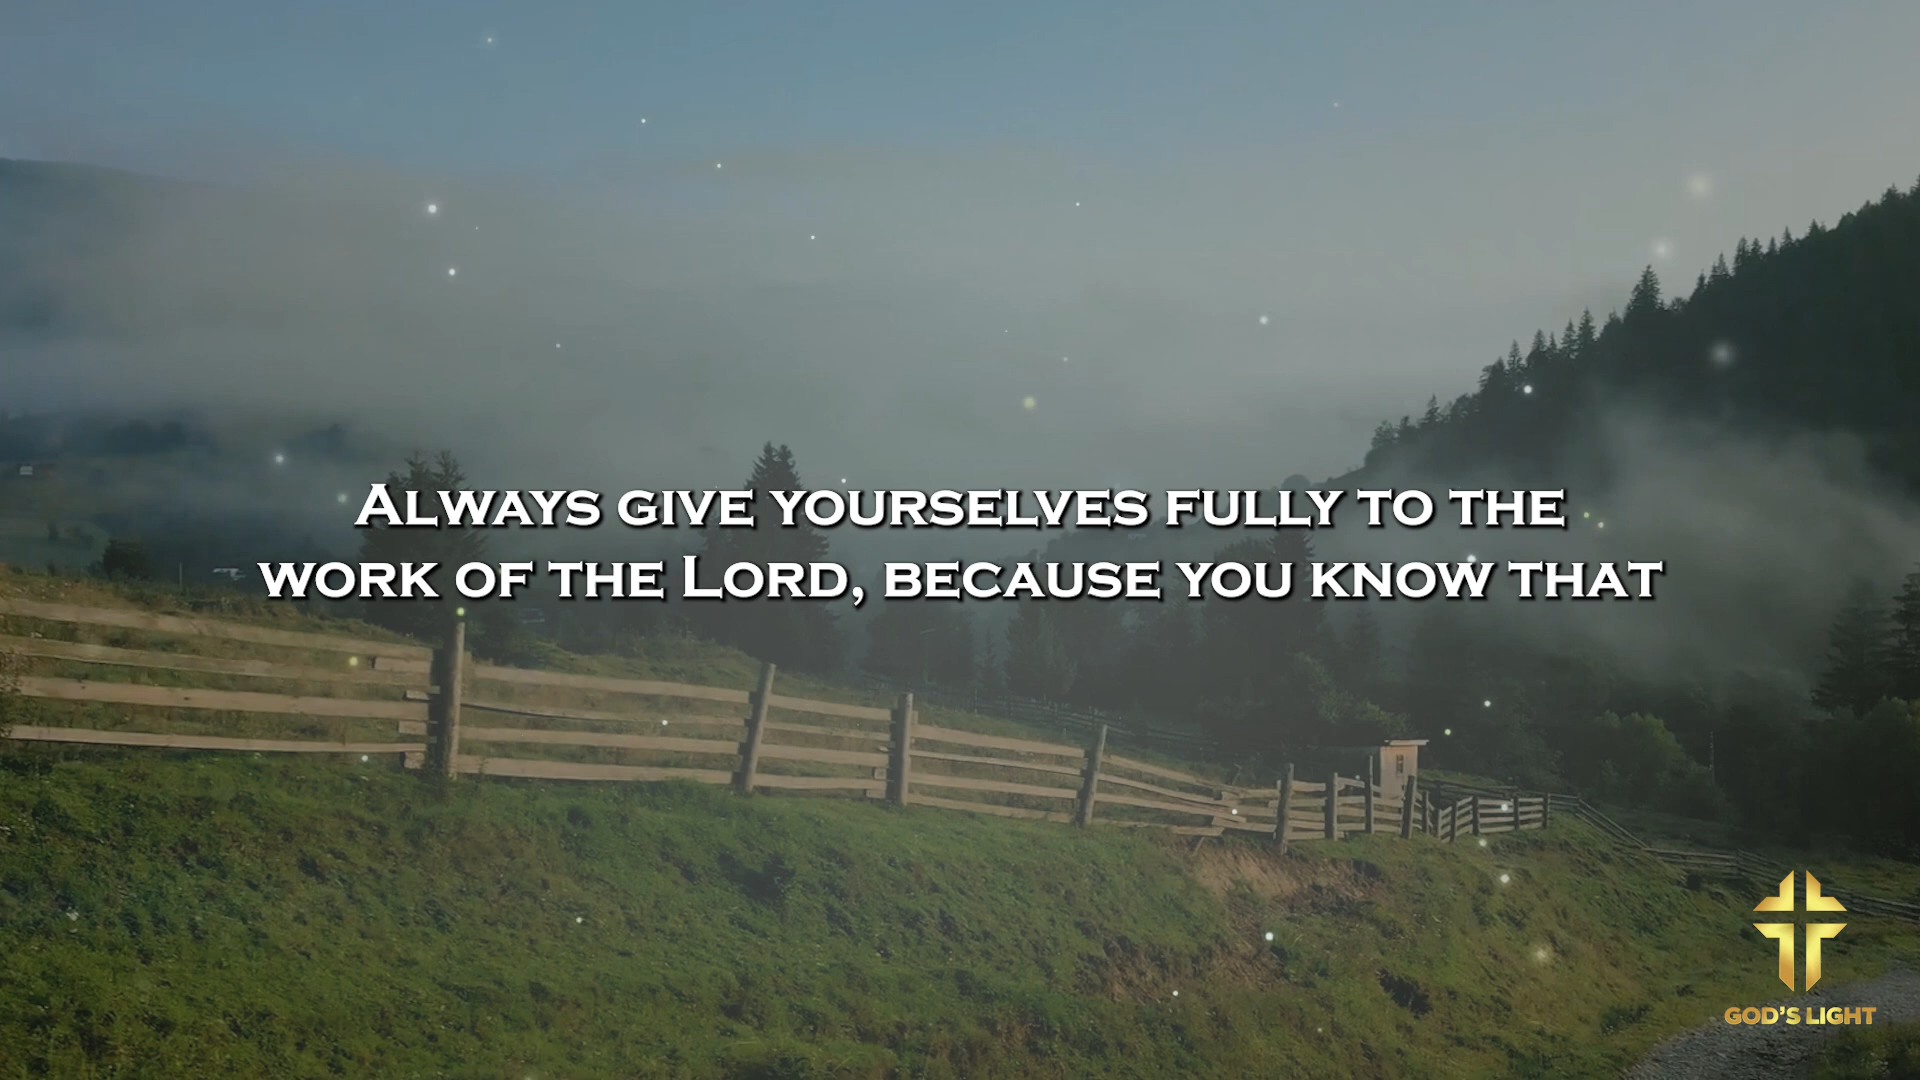 Always give yourselves fully to the
work of the Lord, because you know that
GOD'S LIGHT